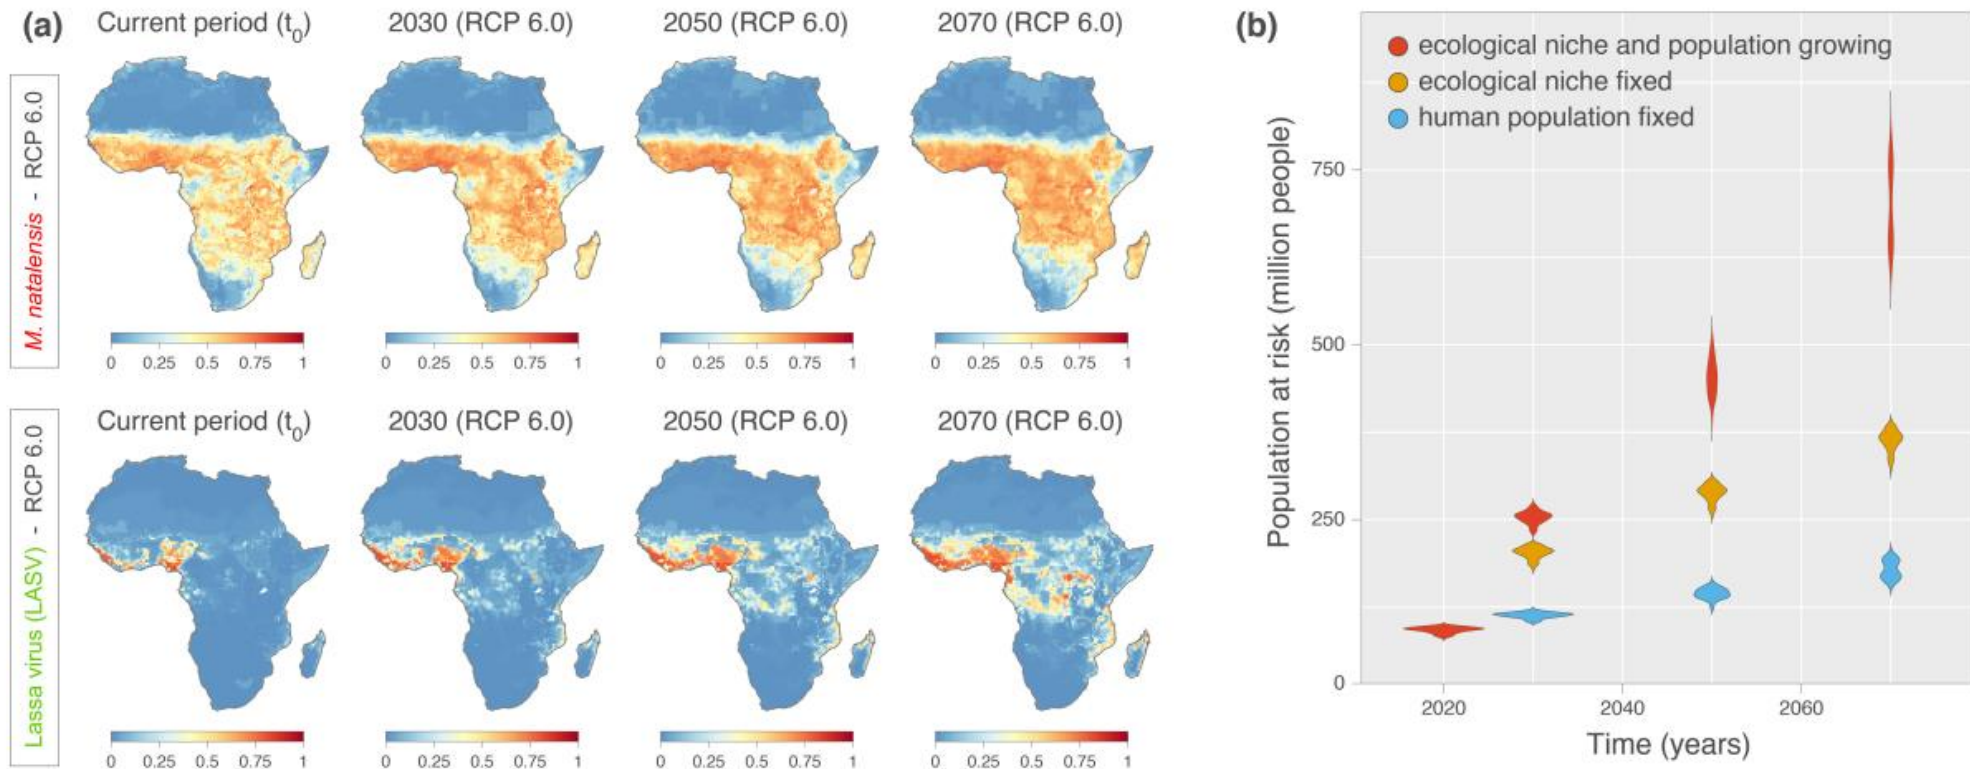 (a)
Current period (t0)
2030 (RCP 6.0)
2050 (RCP 6.0)
2070 (RCP 6.0)
M. natalensis - RCP 6.0
0 0.25 0.5 0.75 1
0 0.25 0.5 0.75 1
0 0.25 0.5 0.75 1
0 0.25 0.5 0.75 1
Current period (t0)
2030 (RCP 6.0)
2050 (RCP 6.0)
2070 (RCP 6.0)
Lassa virus (LASV) - RCP 6.0
0 0.25 0.5 0.75 1
0 0.25 0.5 0.75 1
0 0.25 0.5 0.75 1
0 0.25 0.5 0.75 1
(b)
ecological niche and population growing
ecological niche fixed
human population fixed
Population at risk (million people)
750
500
250
0
2020 2040 2060
Time (years)